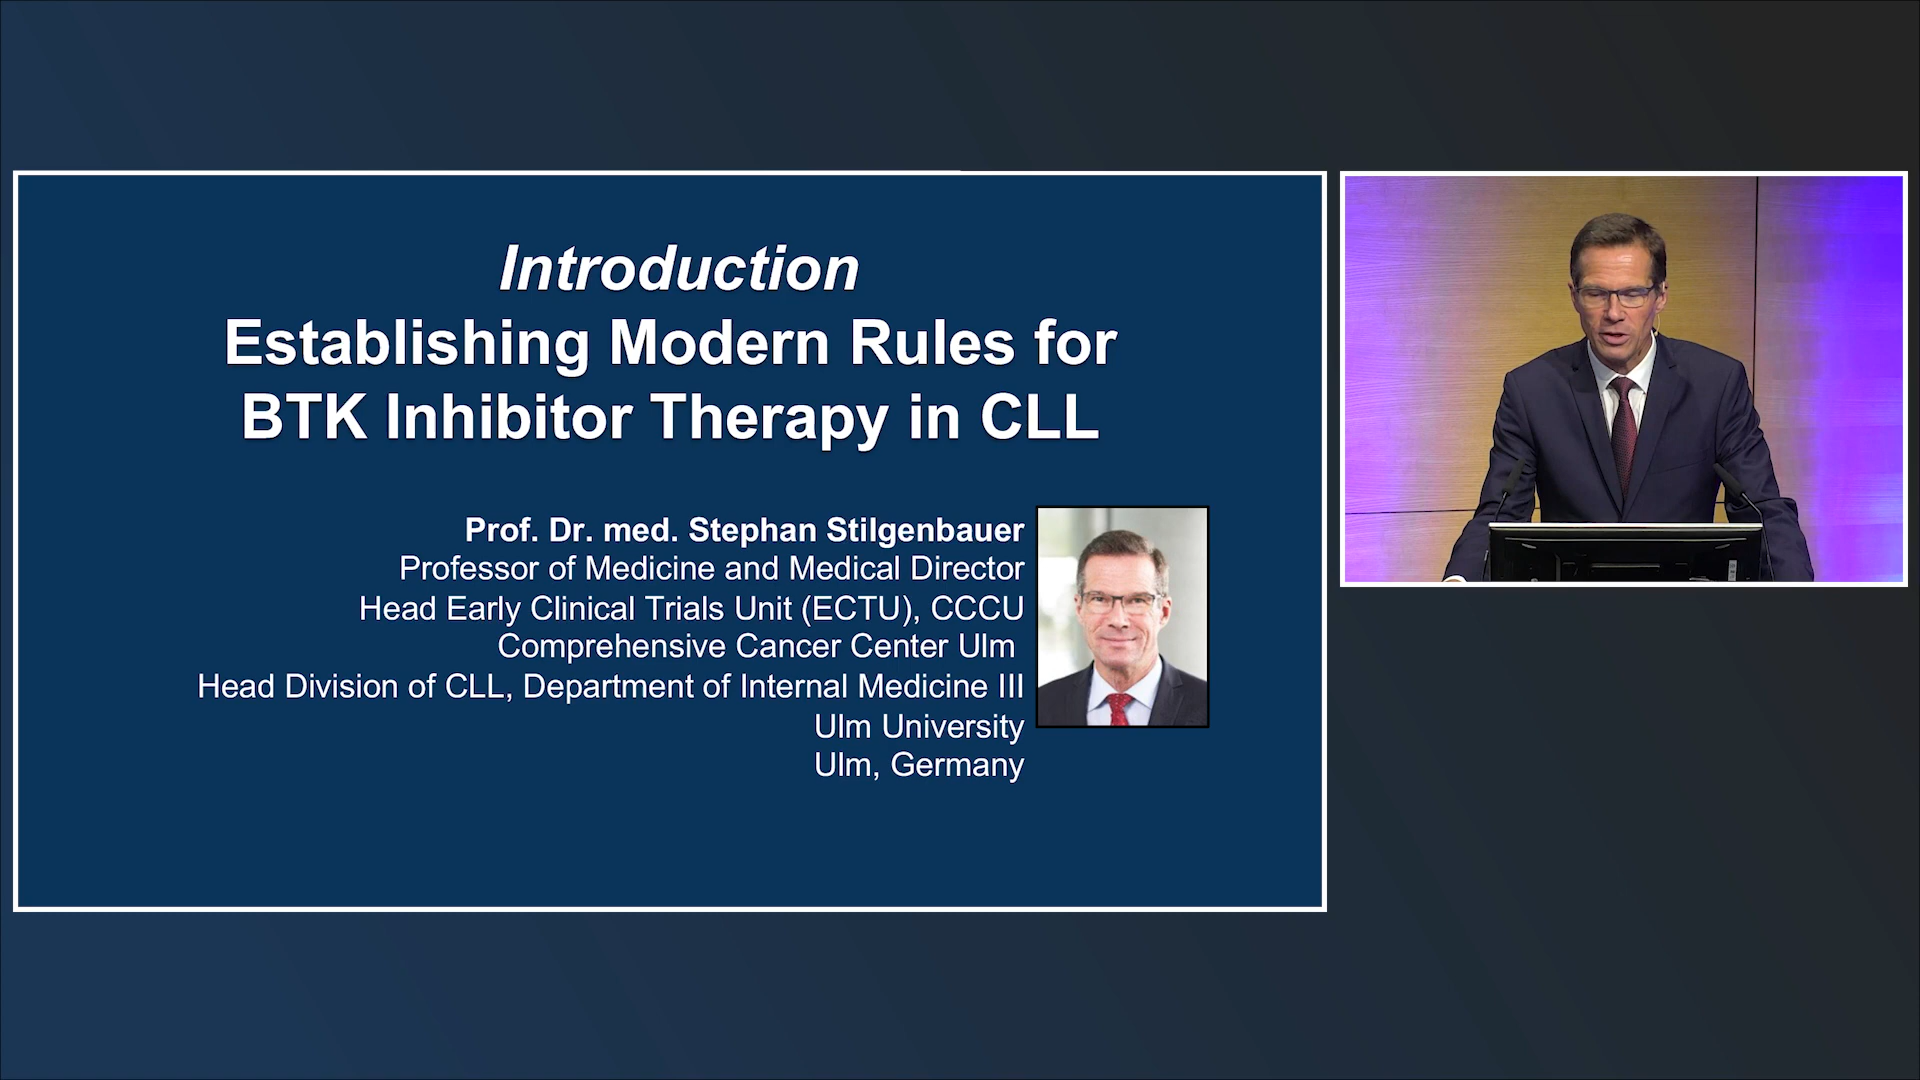 Introduction
Establishing Modern Rules for
BTK Inhibitor Therapy in CLL
Prof. Dr. med. Stephan Stilgenbauer
Professor of Medicine and Medical Director
Head Early Clinical Trials Unit (ECTU), CCCU
Comprehensive Cancer Center Ulm
Head Division of CLL, Department of Internal Medicine III
Ulm University
Ulm, Germany